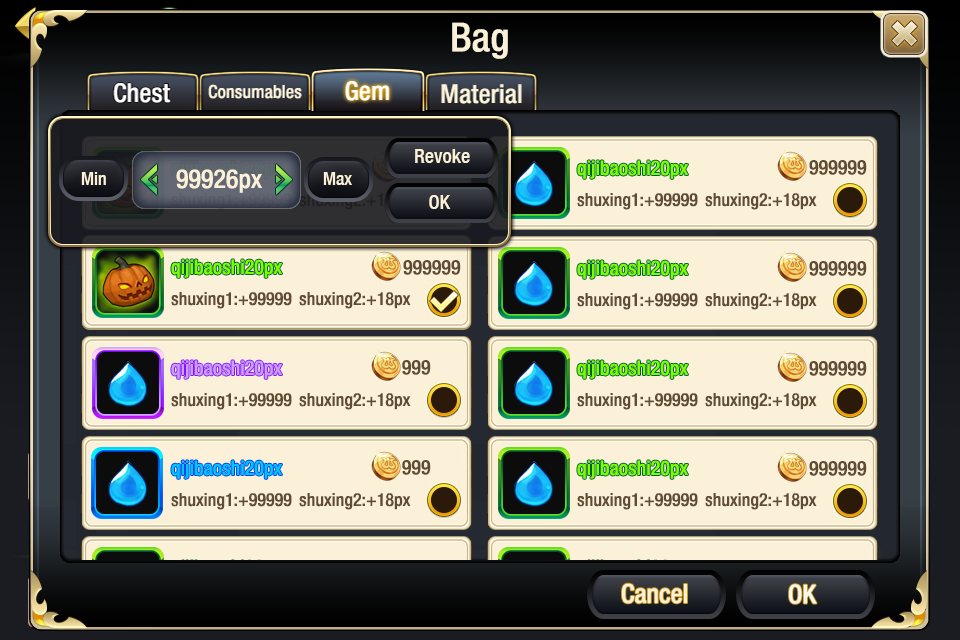 Bag
Chest Consumables Gem Material
Min 99926px Max
Revoke
OK
qijibaoshi20px 999999
shuxing1:+99999 shuxing2:+18px
qijibaoshi20px 999999
shuxing1:+99999 shuxing2:+18px
qijibaoshi20px 999999
shuxing1:+99999 shuxing2:+18px
qijibaoshi20px 999
shuxing1:+99999 shuxing2:+18px
qijibaoshi20px 999999
shuxing1:+99999 shuxing2:+18px
qijibaoshi20px 999
shuxing1:+99999 shuxing2:+18px
qijibaoshi20px 999999
shuxing1:+99999 shuxing2:+18px
Cancel OK